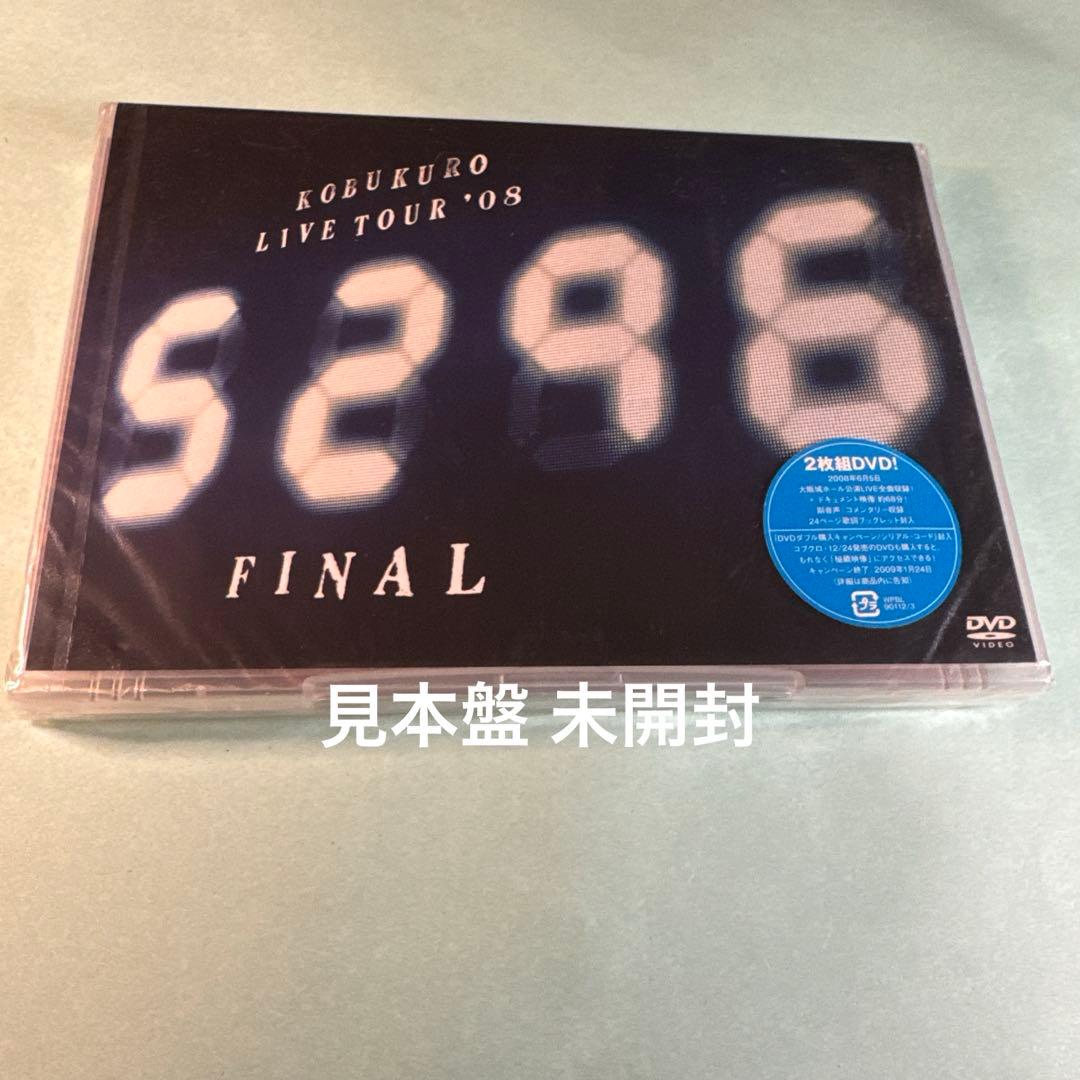 KOBUKURO
LIVE TOUR '08
5296
FINAL
2枚組DVD!
2008年6月5日
大阪城ホール公演LIVE全曲収録!
+ ドキュメント映像 約68分!
副音声:コメンタリー収録
24ページ歌詞ブックレット封入
「DVDダブル購入キャンペーン/シリアル・コード」封入
コブクロ・12/24発売のDVDも購入すると、
もれなく「秘蔵映像」にアクセスできる!
キャンペーン終了 2009年1月24日
(詳細は商品内に告知)
WPBL
90112/3
DVD
VIDEO
見本盤 未開封